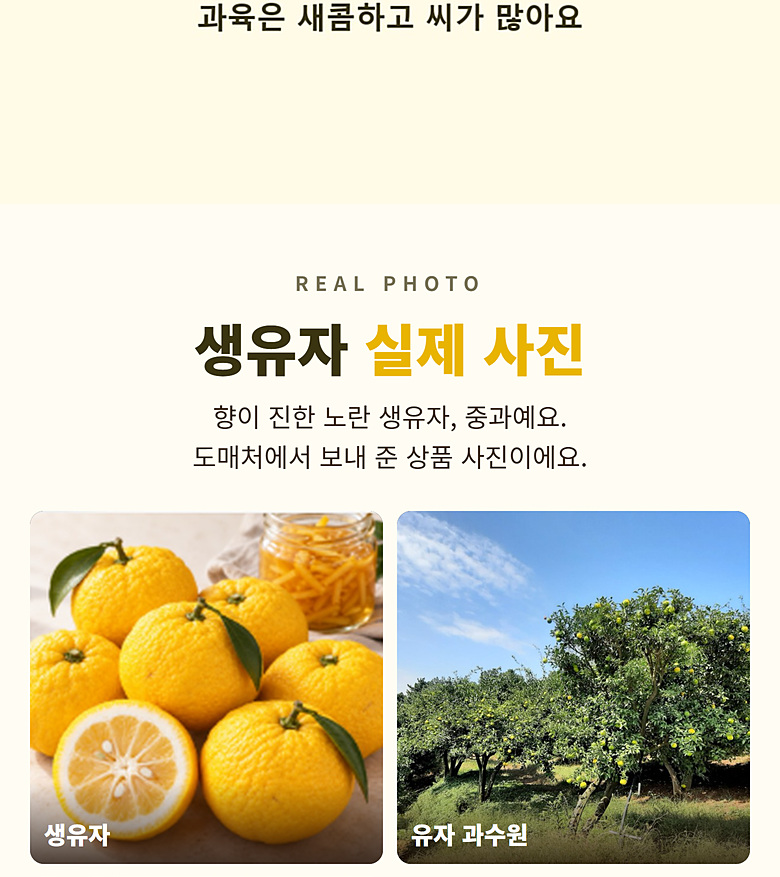 과육은 새콤하고 씨가 많아요
REAL PHOTO
생유자 실제 사진
향이 진한 노란 생유자, 중과예요.
도매처에서 보내 준 상품 사진이에요.
생유자
유자 과수원